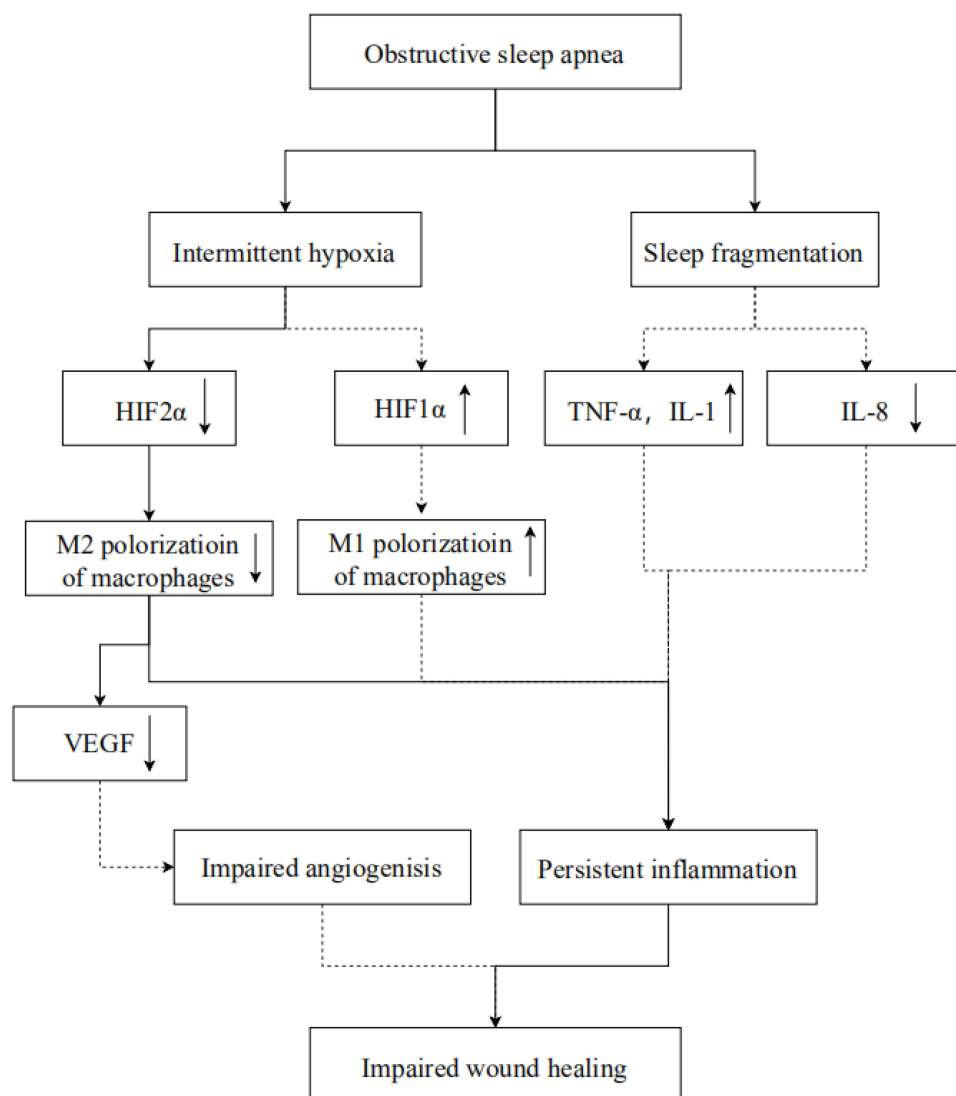 Obstructive sleep apnea
Intermittent hypoxia
Sleep fragmentation
HIF2α
HIF1α
TNF-α, IL-1
IL-8
M2 polorizatioin
of macrophages
M1 polorizatioin
of macrophages
VEGF
Impaired angiogenisis
Persistent inflammation
Impaired wound healing